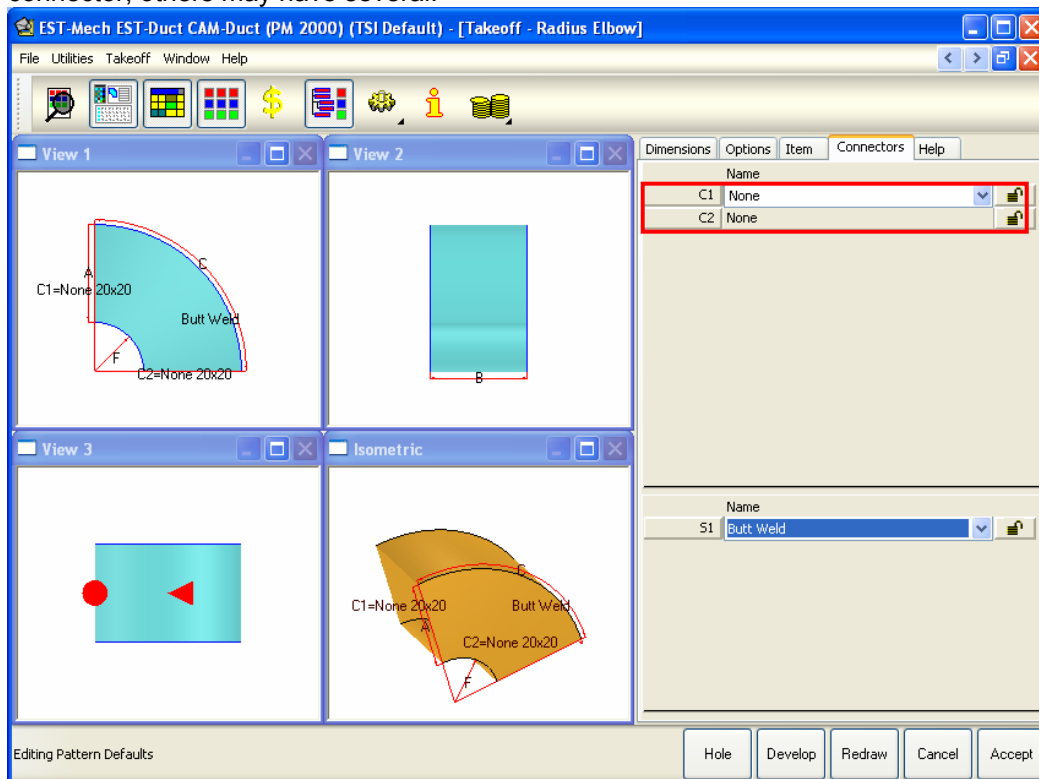 connector, others may have several.
EST-Mech EST-Duct CAM-Duct (PM 2000) (TSI Default) - [Takeoff - Radius Elbow]
File Utilities Takeoff Window Help
View 1
A
C
C1=None 20x20
Butt Weld
F
C2=None 20x20
View 2
B
View 3
Isometric
C
C1=None 20x20
Butt Weld
A
C2=None 20x20
F
Dimensions Options Item Connectors Help
Name
C1 None
C2 None
Name
S1 Butt Weld
Editing Pattern Defaults
Hole Develop Redraw Cancel Accept